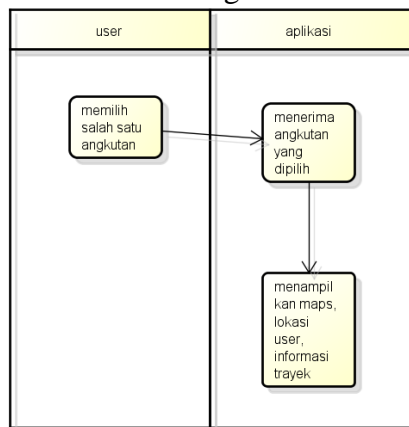 user
aplikasi
memilih
salah satu
angkutan
menerima
angkutan
yang
dipilih
menampil
kan maps,
lokasi
user,
informasi
trayek